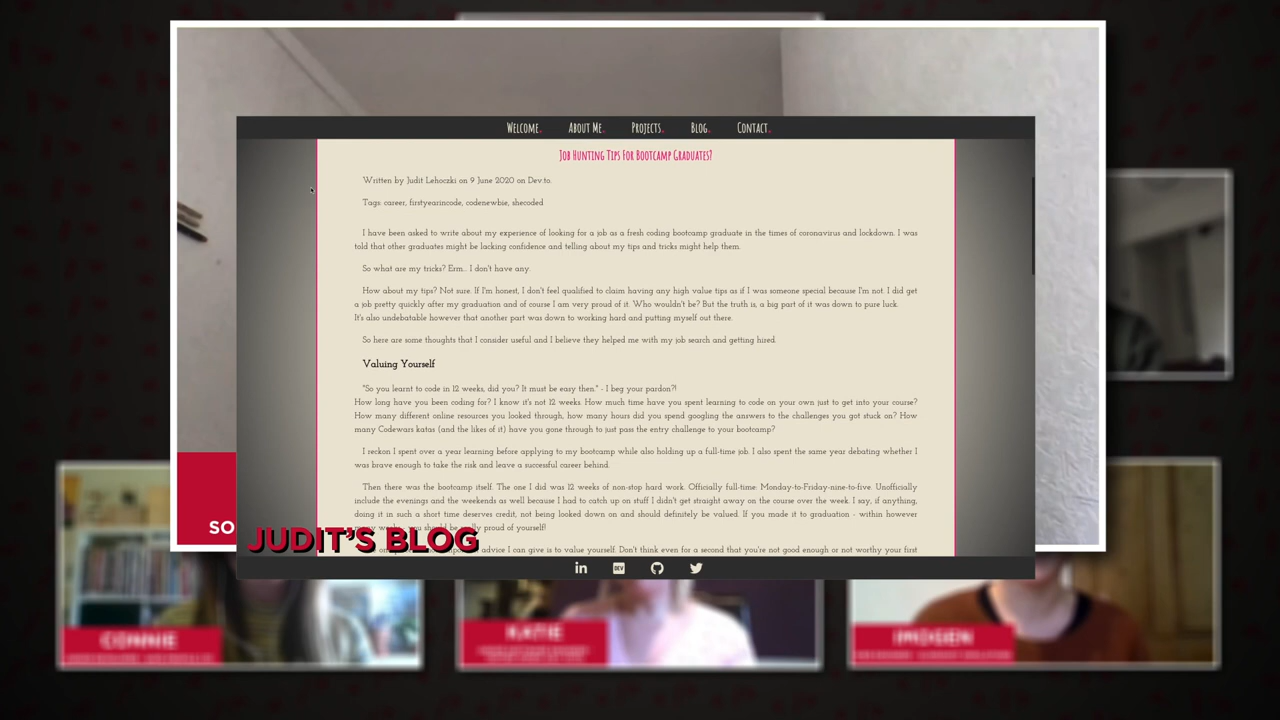 Welcome. About Me. Projects. Blog. Contact.
Job Hunting Tips For Bootcamp Graduates?
Written by Judit Lehoczki on 9 June 2020 on Dev.to.
Tags: career, firstyearincode, codenewbie, shecoded
I have been asked to write about my experience of looking for a job as a fresh coding bootcamp graduate in the times of coronavirus and lockdown. I was
told that other graduates might be lacking confidence and telling about my tips and tricks might help them.
So what are my tricks? Erm... I don't have any.
How about my tips? Not sure. If I'm honest, I don't feel qualified to claim having any high value tips as if I was someone special because I'm not. I did get
a job pretty quickly after my graduation and of course I am very proud of it. Who wouldn't be? But the truth is, a big part of it was down to pure luck.
It's also undebatable however that another part was down to working hard and putting myself out there.
So here are some thoughts that I consider useful and I believe they helped me with my job search and getting hired.
Valuing Yourself
"So you learnt to code in 12 weeks, did you? It must be easy then." - I beg your pardon?!
How long have you been coding for? I know it's not 12 weeks. How much time have you spent learning to code on your own just to get into your course?
How many different online resources you looked through, how many hours did you spend googling the answers to the challenges you got stuck on? How
many Codewars katas (and the likes of it) have you gone through to just pass the entry challenge to your bootcamp?
I reckon I spent over a year learning before applying to my bootcamp while also holding up a full-time job. I also spent the same year debating whether I
was brave enough to take the risk and leave a successful career behind.
Then there was the bootcamp itself. The one I did was 12 weeks of non-stop hard work. Officially full-time: Monday-to-Friday-nine-to-five. Unofficially
include the evenings and the weekends as well because I had to catch up on stuff I didn't get straight away on the course over the week. I say, if anything,
doing it in such a short time deserves credit, not being looked down on and should definitely be valued. If you made it to graduation - within however
you should be proud of yourself!
advice I can give is to value yourself. Don't think even for a second that you're not good enough or not worthy your first
SO
JUDIT'S BLOG
in DEV
CONNIE
KATIE
IMOGEN